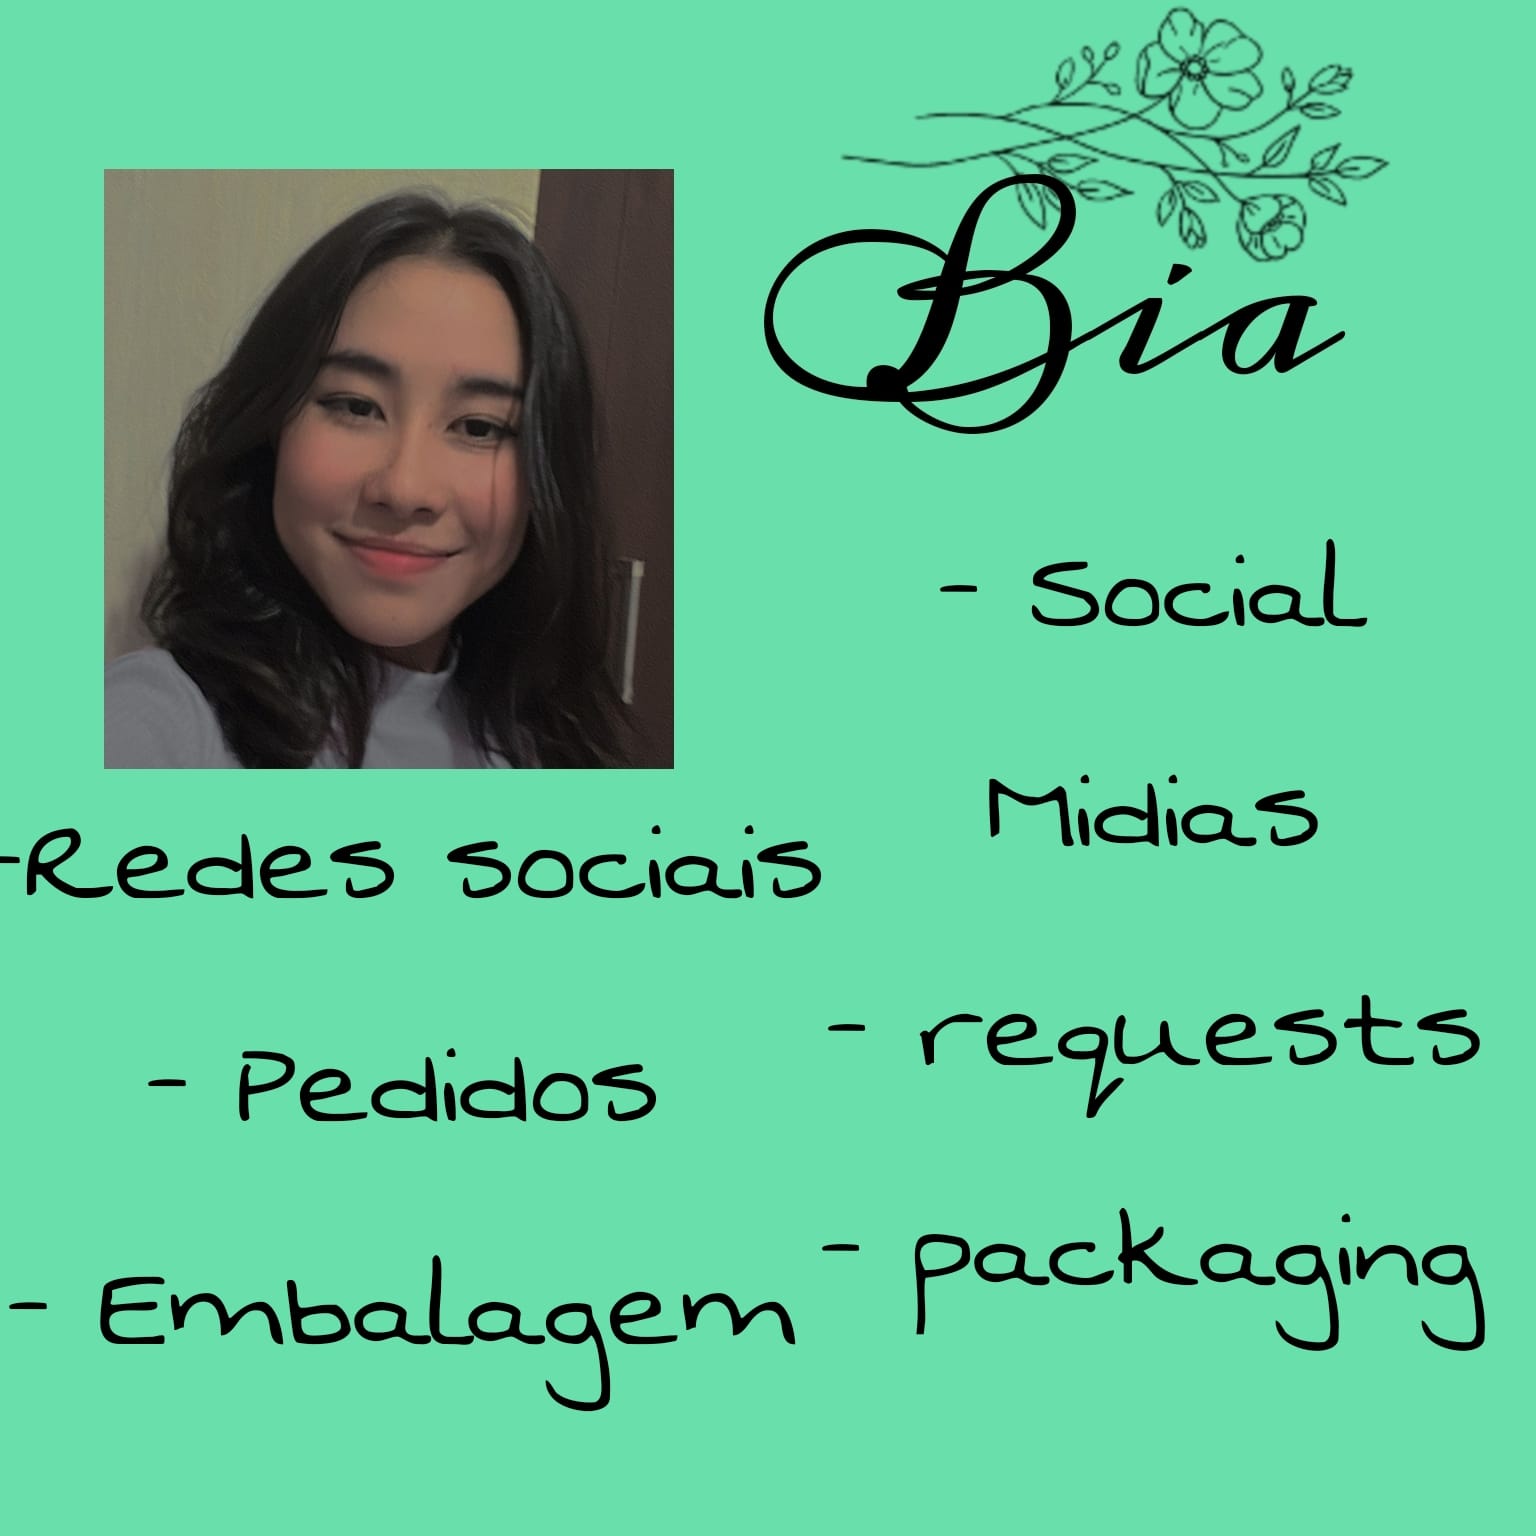 Bia
- Social
Midias
-Redes sociais
- requests
- Pedidos
- packaging
- Embalagem